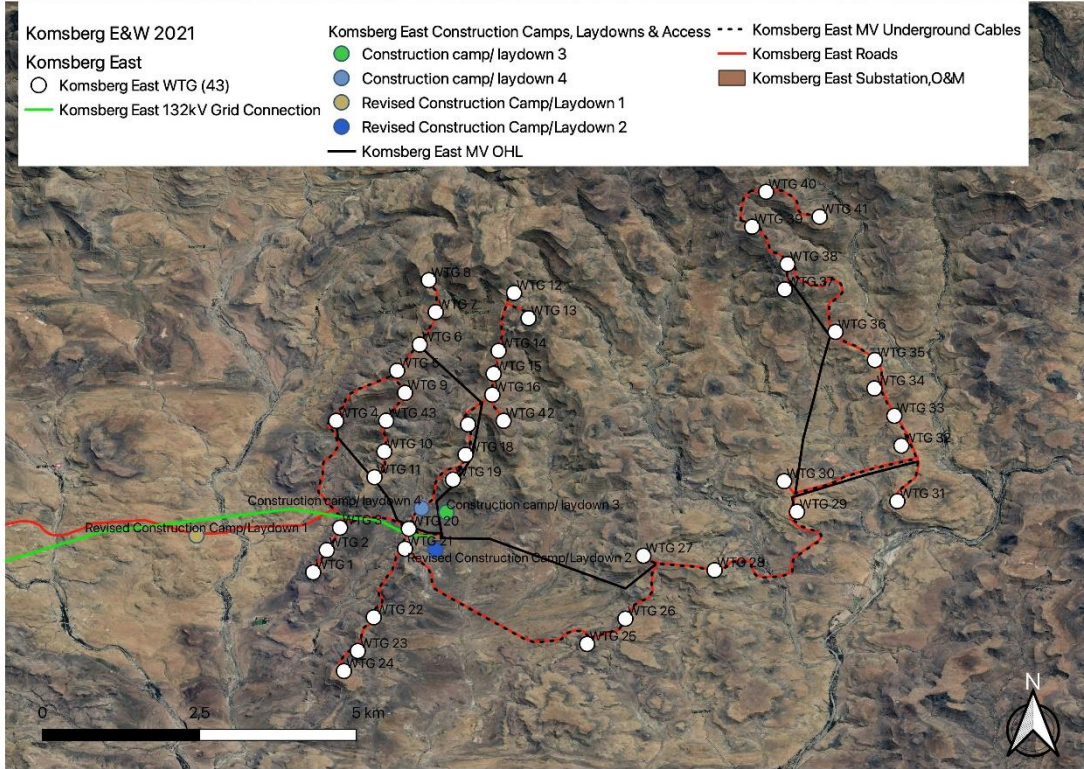 Komsberg E&W 2021
Komsberg East
Komsberg East WTG (43)
Komsberg East 132kV Grid Connection
Komsberg East Construction Camps, Laydowns & Access
Construction camp/ laydown 3
Construction camp/ laydown 4
Revised Construction Camp/Laydown 1
Revised Construction Camp/Laydown 2
Komsberg East MV OHL
Komsberg East MV Underground Cables
Komsberg East Roads
Komsberg East Substation,O&M
WTG 40
WTG 41
WTG 39
WTG 38
WTG 37
WTG 8
WTG 12
WTG 7
WTG 13
WTG 36
WTG 6
WTG 14
WTG 35
WTG 5
WTG 15
WTG 34
WTG 9
WTG 16
WTG 33
WTG 4
WTG 43
WTG 42
WTG 32
WTG 10
WTG 18
WTG 11
WTG 19
WTG 30
WTG 31
Construction camp/ laydown 4
Construction camp/ laydown 3
WTG 29
Revised Construction Camp/Laydown 1
WTG 3
WTG 20
WTG 2
WTG 21
Revised Construction Camp/Laydown 2
WTG 27
WTG 1
WTG 28
WTG 22
WTG 26
WTG 23
WTG 25
WTG 24
N
0
2,5
5 km